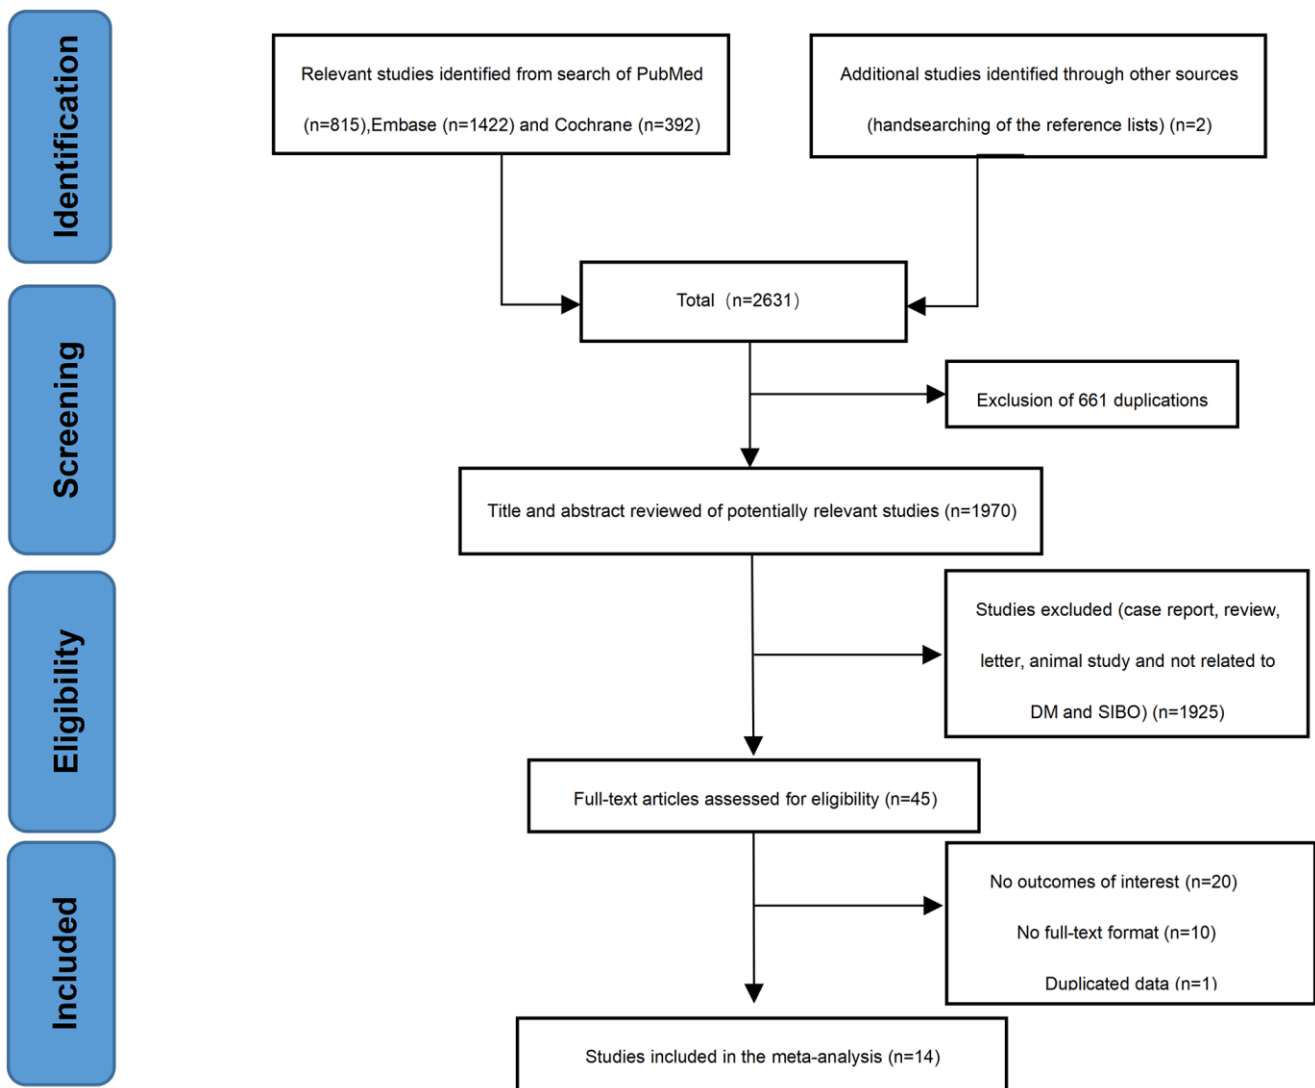 Identification
Relevant studies identified from search of PubMed
(n=815),Embase (n=1422) and Cochrane (n=392)
Additional studies identified through other sources
(handsearching of the reference lists) (n=2)
Total（n=2631）
Screening
Exclusion of 661 duplications
Title and abstract reviewed of potentially relevant studies (n=1970)
Eligibility
Studies excluded (case report, review,
letter, animal study and not related to
DM and SIBO) (n=1925)
Full-text articles assessed for eligibility (n=45)
Included
No outcomes of interest (n=20)
No full-text format (n=10)
Duplicated data (n=1)
Studies included in the meta-analysis (n=14)